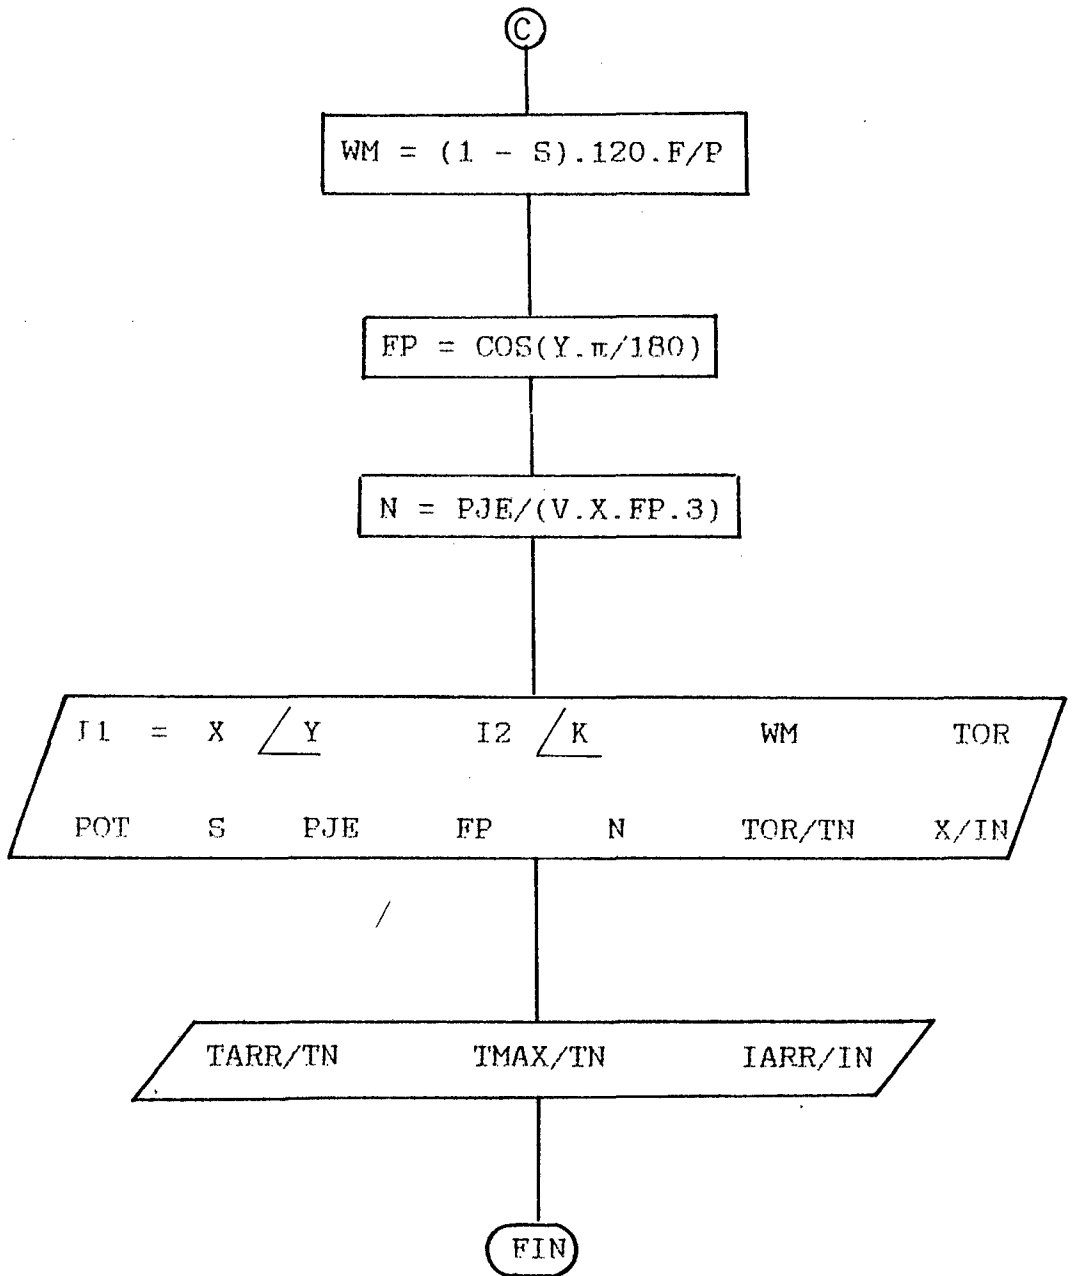 C
WM = (1 - S).120.F/P
FP = COS(Y.π/180)
N = PJE/(V.X.FP.3)
I1 = X ∠Y I2 ∠K WM TOR
POT S PJE FP N TOR/TN X/IN
TARR/TN TMAX/TN IARR/IN
FIN